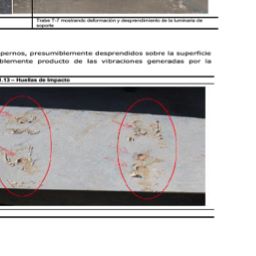 Trabe T-7 mostrando deformación y desprendimiento de la luminaria de
soporte
pernos, presumiblemente desprendidos sobre la superficie
blemente producto de las vibraciones generadas por la
.13 – Huellas de Impacto